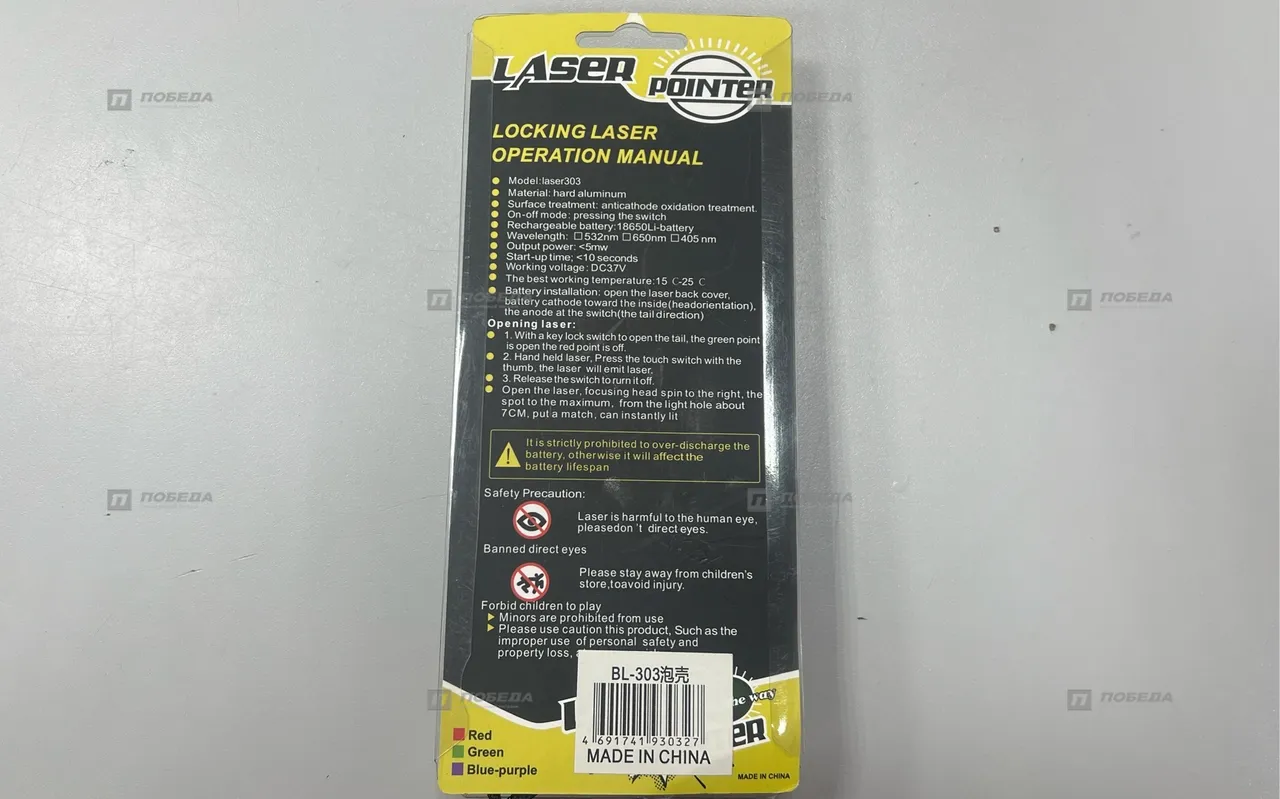 LASER
POINTER
LOCKING LASER
OPERATION MANUAL
Model:laser303
Material: hard aluminum
Surface treatment: anticathode oxidation treatment.
On-off mode: pressing the switch
Rechargeable battery:18650Li-battery
Wavelength: □532nm □650nm □405 nm
Output power: <5mw
Start-up time; <10 seconds
Working voltage: DC3.7V
The best working temperature:15 C-25 C
Battery installation: open the laser back cover,
battery cathode toward the inside(headorientation),
the anode at the switch(the tail direction)
Opening laser:
1. With a key lock switch to open the tail, the green point
is open the red point is off.
2. Hand held laser, Press the touch switch with the
thumb, the laser will emit laser.
3. Release the switch to rurn it off.
Open the laser, focusing head spin to the right, the
spot to the maximum, from the light hole about
7CM, put a match, can instantly lit
It is strictly prohibited to over-discharge the
battery, otherwise it will affect the
battery lifespan
Safety Precaution:
Laser is harmful to the human eye,
pleasedon't direct eyes.
Banned direct eyes
Please stay away from children's
store,toavoid injury.
Forbid children to play
Minors are prohibited from use
Please use caution this product, Such as the
improper use of personal safety and
property loss,
BL-303泡壳
4 691741 930327
MADE IN CHINA
ne way
ER
Red
Green
Blue-purple
MADE IN CHINA
ПОБЕДА
ПОБЕДА
ПОБЕДА
ПОБЕДА
ПОБЕДА
ПОБЕДА
ПОБЕДА
ПОБЕДА